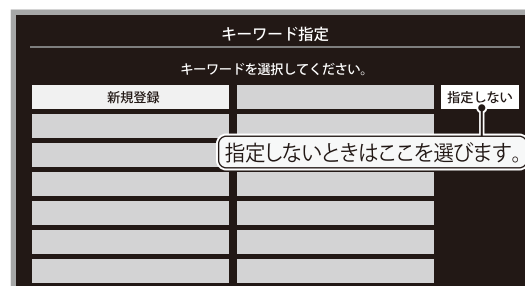 キーワード指定
キーワードを選択してください。
新規登録
指定しない
指定しないときはここを選びます。